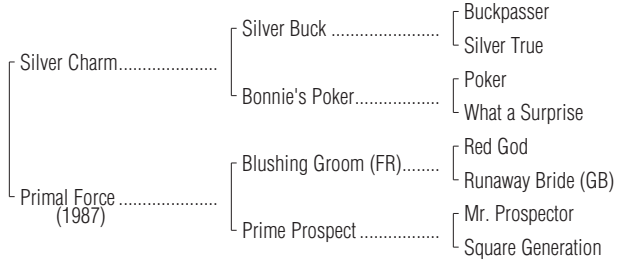 Buckpasser
Silver Buck ......................
Silver True
Silver Charm....................
Poker
Bonnie's Poker.................
What a Surprise
Red God
Blushing Groom (FR)........
Runaway Bride (GB)
Primal Force ....................
(1987)
Mr. Prospector
Prime Prospect ................
Square Generation